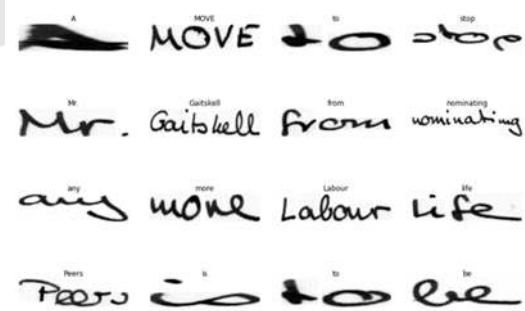 A MOVE to stop
A MOVE to stop
Mr Gaitskell from nominating
Mr. Gaitskell from nominating
any more Labour life
any more Labour life
Peers is to be
Peers is to be